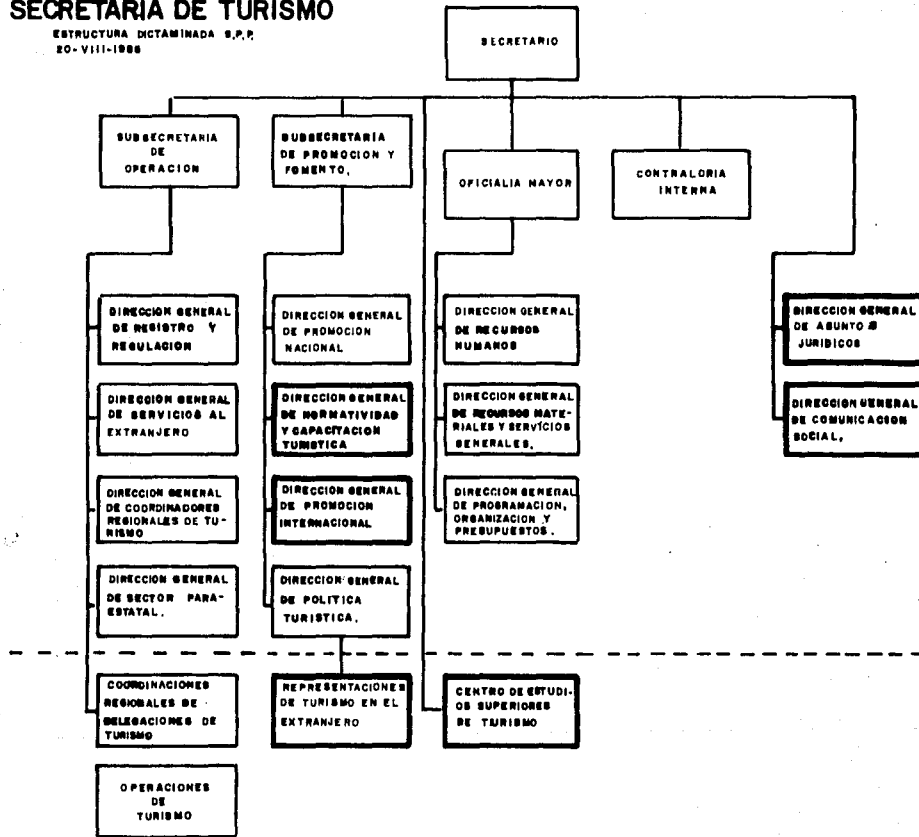 SECRETARIA DE TURISMO
ESTRUCTURA DICTAMINADA S.P.P.
20-VIII-1985
SECRETARIO
SUBSECRETARIA
DE
OPERACION
SUBSECRETARIA
DE PROMOCION Y
FOMENTO,
OFICIALIA MAYOR
CONTRALORIA
INTERNA
DIRECCION GENERAL
DE REGISTRO Y
REGULACION
DIRECCION GENERAL
DE SERVICIOS AL
EXTRANJERO
DIRECCION GENERAL
DE COORDINADORES
REGIONALES DE TU-
RISMO
DIRECCION GENERAL
DE SECTOR PARA-
ESTATAL.
COORDINACIONES
REGIONALES DE
DELEGACIONES DE
TURISMO
OPERACIONES
DE
TURISMO
DIRECCION GENERAL
DE PROMOCION
NACIONAL
DIRECCION GENERAL
DE NORMATIVIDAD
Y CAPACITACION
TURISTICA
DIRECCION GENERAL
DE PROMOCION
INTERNACIONAL
DIRECCION GENERAL
DE POLITICA
TURISTICA.
REPRESENTACIONES
DE TURISMO EN EL
EXTRANJERO
DIRECCION GENERAL
DE RECURSOS
HUMANOS
DIRECCION GENERAL
DE RECURSOS MATE-
RIALES Y SERVICIOS
GENERALES.
DIRECCION GENERAL
DE PROGRAMACION,
ORGANIZACION Y
PRESUPUESTOS.
CENTRO DE ESTUDI-
OS SUPERIORES
DE TURISMO
DIRECCION GENERAL
DE ASUNTOS
JURIDICOS
DIRECCION GENERAL
DE COMUNICACION
SOCIAL.